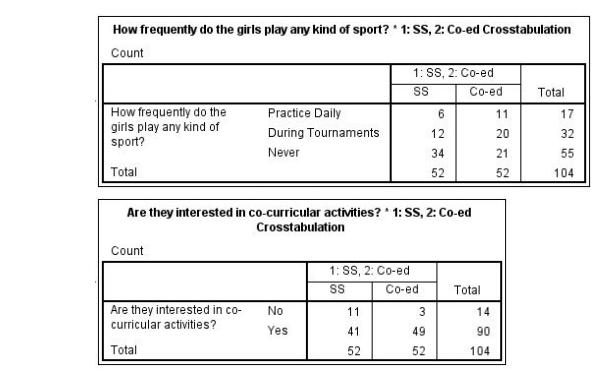 How frequently do the girls play any kind of sport? * 1: SS, 2: Co-ed Crosstabulation
Count
1: SS, 2: Co-ed
SS Co-ed Total
How frequently do the Practice Daily 6 11 17
girls play any kind of During Tournaments 12 20 32
sport? Never 34 21 55
Total 52 52 104
Are they interested in co-curricular activities? * 1: SS, 2: Co-ed
Crosstabulation
Count
1: SS, 2: Co-ed
SS Co-ed Total
Are they interested in co- No 11 3 14
curricular activities? Yes 41 49 90
Total 52 52 104